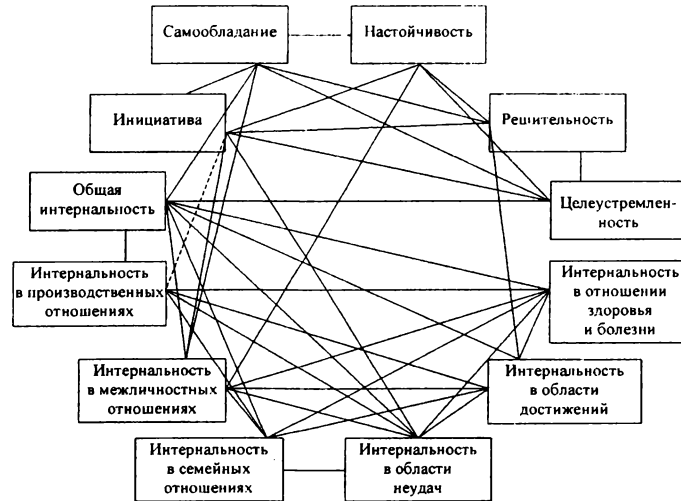 Самообладание
Настойчивость
Инициатива
Решительность
Общая
интернальность
Целеустремлен-
ность
Интернальность
в производственных
отношениях
Интернальность
в отношении
здоровья
и болезни
Интернальность
в межличностных
отношениях
Интернальность
в области
достижений
Интернальность
в семейных
отношениях
Интернальность
в области
неудач